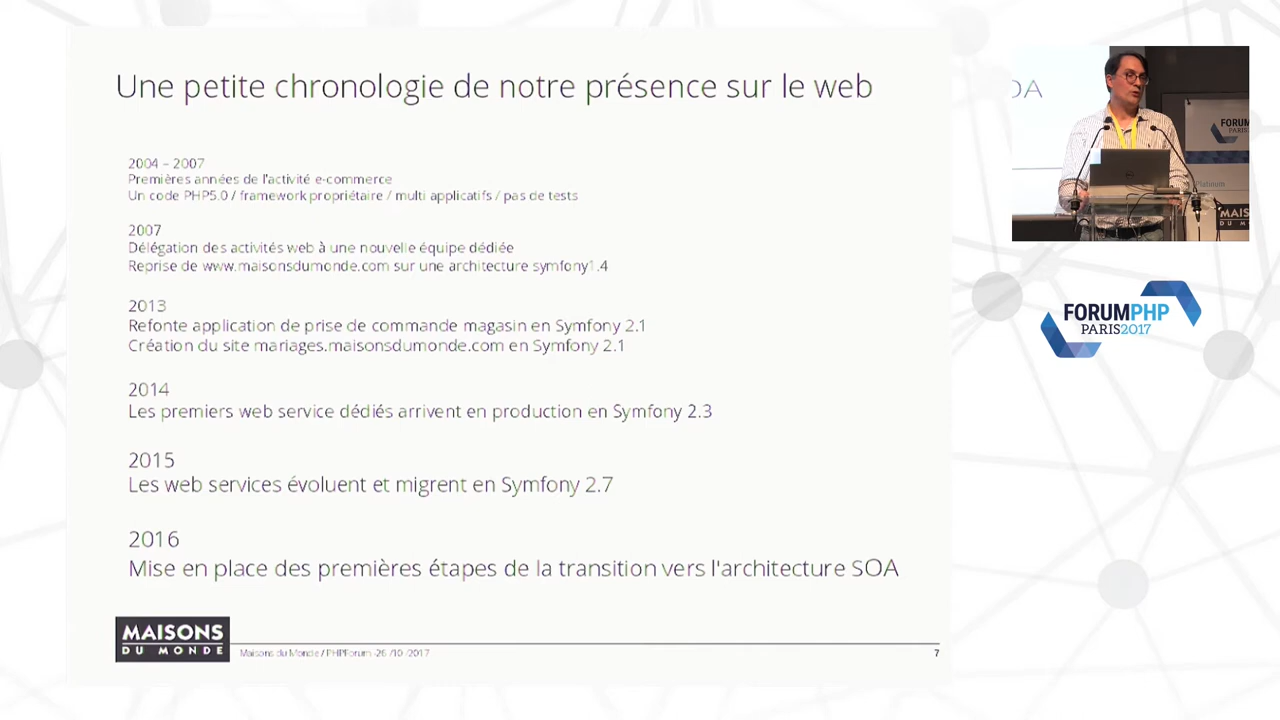 Une petite chronologie de notre présence sur le web
2004 – 2007
Premières années de l'activité e-commerce
Un code PHP5.0 / framework propriétaire / multi applicatifs / pas de tests
2007
Délégation des activités web à une nouvelle équipe dédiée
Reprise de www.maisonsdumonde.com sur une architecture symfony1.4
2013
Refonte application de prise de commande magasin en Symfony 2.1
Création du site mariages.maisonsdumonde.com en Symfony 2.1
2014
Les premiers web service dédiés arrivent en production en Symfony 2.3
2015
Les web services évoluent et migrent en Symfony 2.7
2016
Mise en place des premières étapes de la transition vers l'architecture SOA
MAISONS
DU MONDE
Maisons du Monde / PHPForum -26 /10 /2017
7
OA
FORUM
PARIS
Platinum
MAIS
DU M
FORUMPHP
PARIS2017